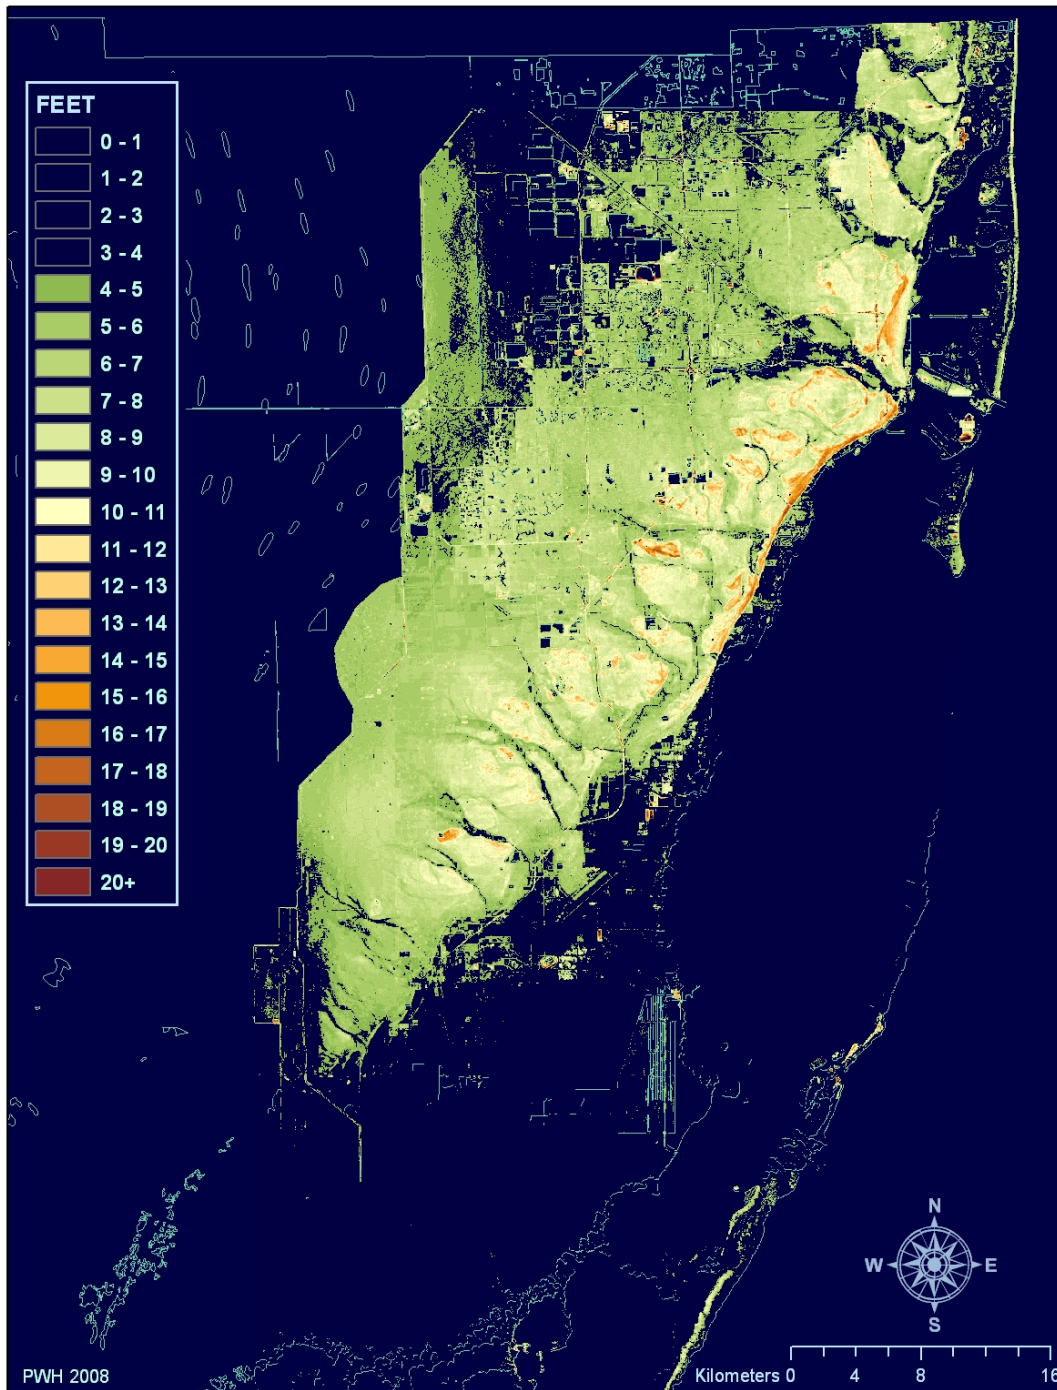 FEET
0 - 1
1 - 2
2 - 3
3 - 4
4 - 5
5 - 6
6 - 7
7 - 8
8 - 9
9 - 10
10 - 11
11 - 12
12 - 13
13 - 14
14 - 15
15 - 16
16 - 17
17 - 18
18 - 19
19 - 20
20+
N
W
E
S
PWH 2008
Kilometers 0 4 8 16